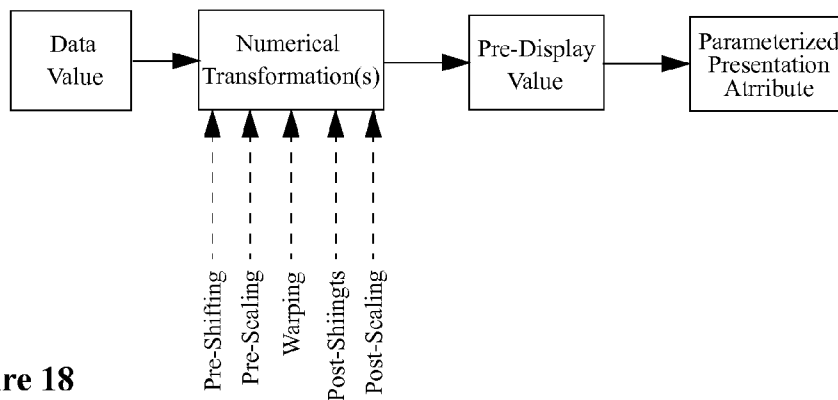 Data
Value
Numerical
Transformation(s)
Pre-Display
Value
Parameterized
Presentation
Atrribute
Pre-Shifting
Pre-Scaling
Warping
Post-Shiingts
Post-Scaling
re 18